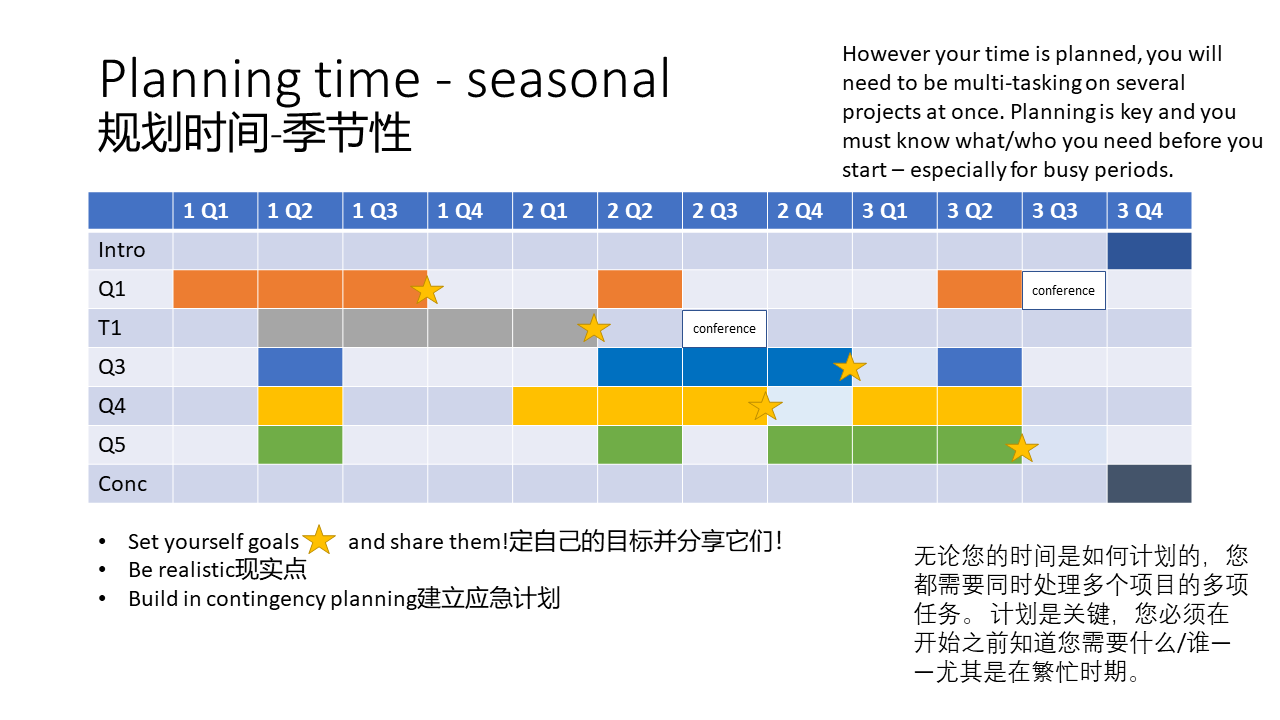 Planning time - seasonal
规划时间-季节性
However your time is planned, you will
need to be multi-tasking on several
projects at once. Planning is key and you
must know what/who you need before you
start – especially for busy periods.
1 Q1 1 Q2 1 Q3 1 Q4 2 Q1 2 Q2 2 Q3 2 Q4 3 Q1 3 Q2 3 Q3 3 Q4
Intro
Q1 conference
T1 conference
Q3
Q4
Q5
Conc
• Set yourself goals and share them!定自己的目标并分享它们！
• Be realistic现实点
• Build in contingency planning建立应急计划
无论您的时间是如何计划的，您
都需要同时处理多个项目的多项
任务。 计划是关键，您必须在
开始之前知道您需要什么/谁—
—尤其是在繁忙时期。